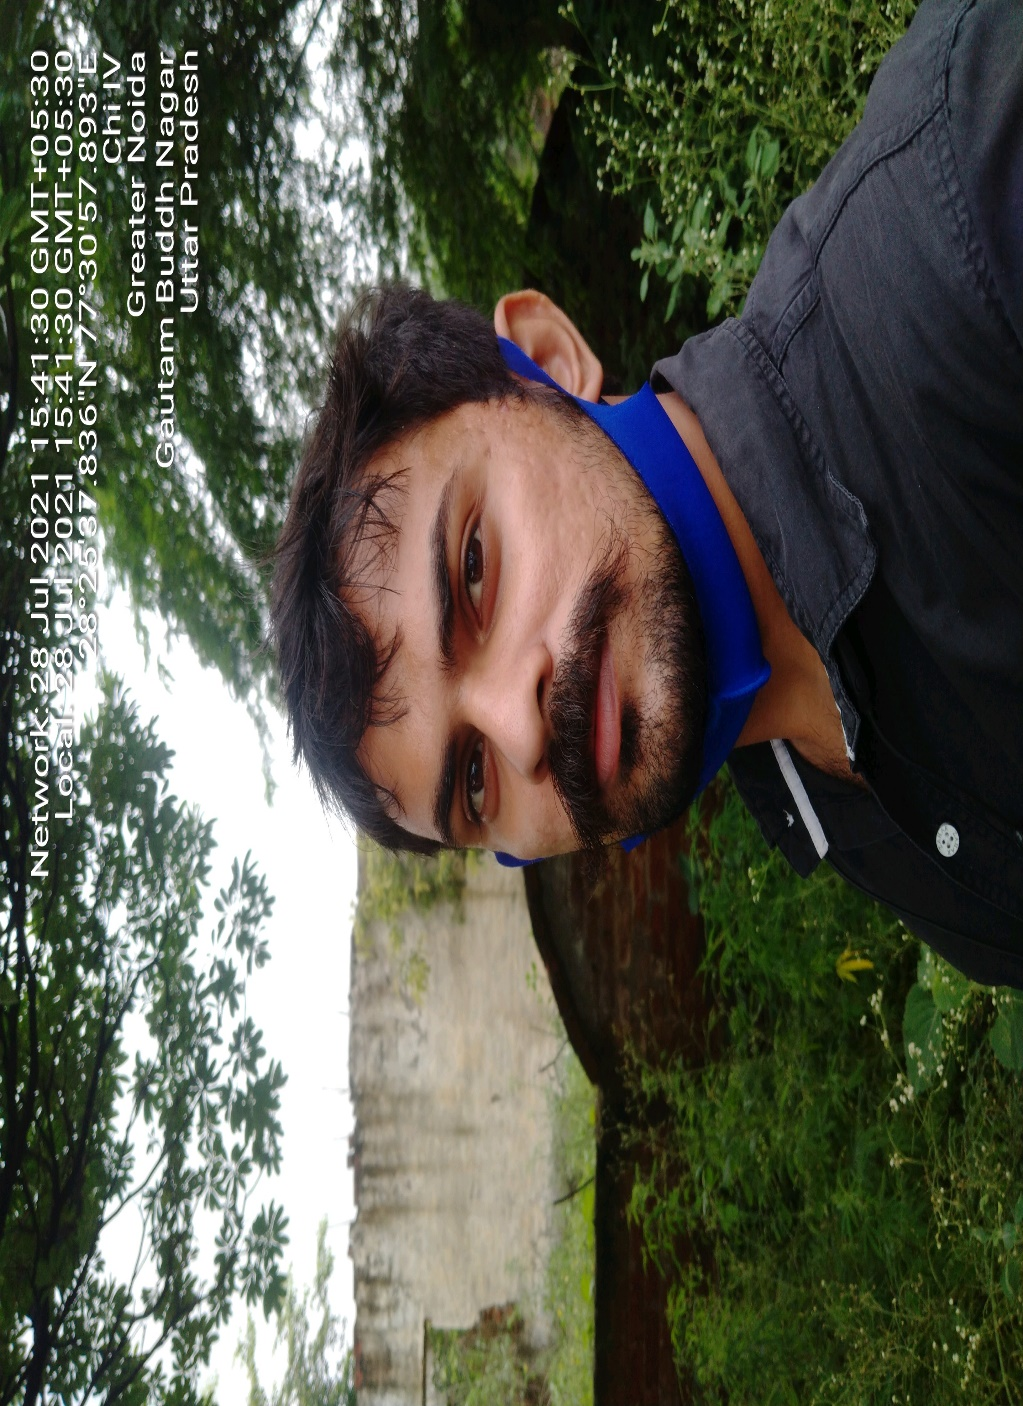 Network: 28 Jul 2021 15:41:30 GMT+05:30
Local: 28 Jul 2021 15:41:30 GMT+05:30
28°25'37.836"N 77°30'57.893"E
Chi IV
Greater Noida
Gautam Buddh Nagar
Uttar Pradesh